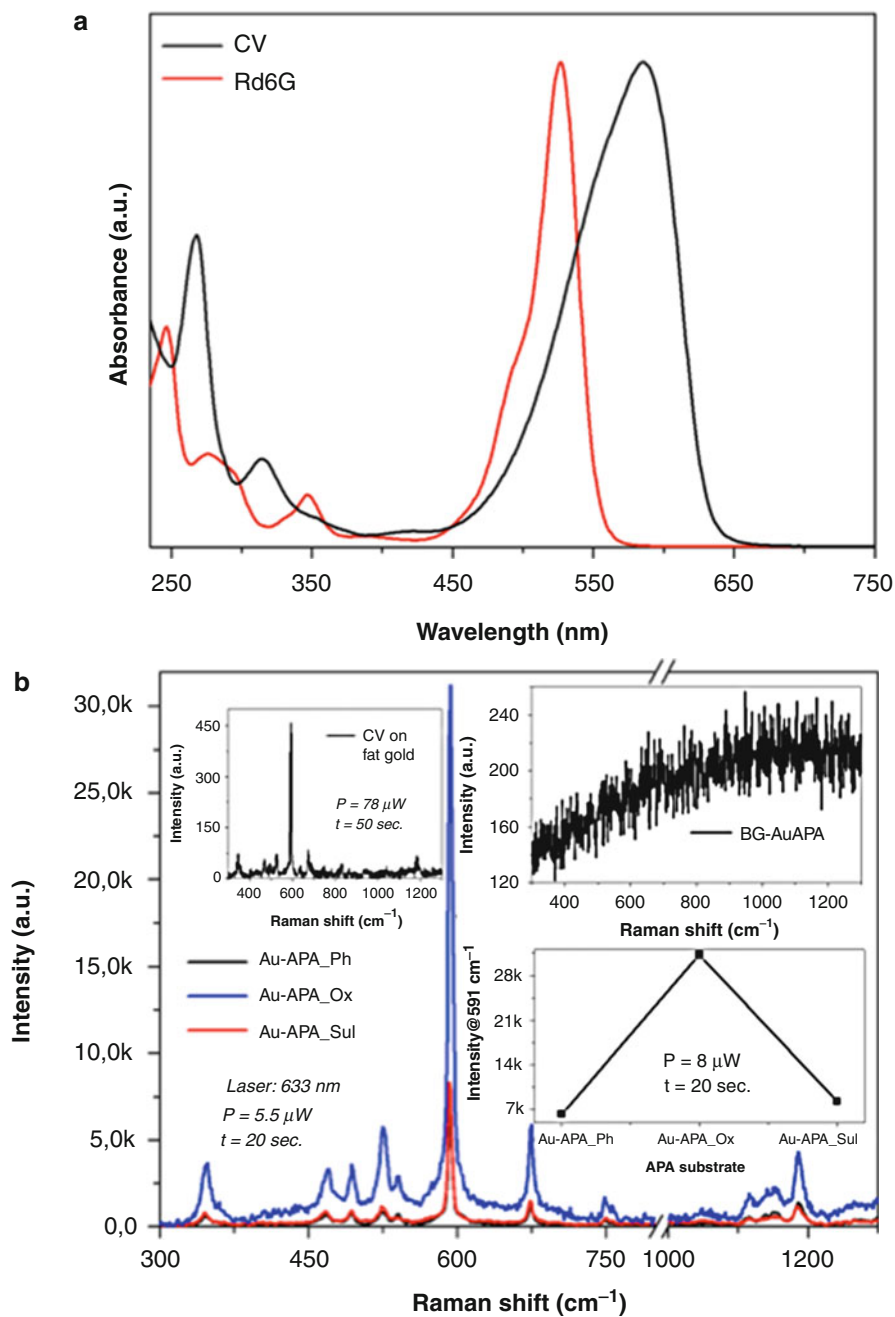 a
CV
Rd6G
Absorbance (a.u.)
250 350 450 550 650 750
Wavelength (nm)
b
30,0k
25,0k
20,0k
15,0k
10,0k
5,0k
0,0
Intensity (a.u.)
450
300
150
0
Intensity (a.u.)
CV on
fat gold
P = 78 μW
t = 50 sec.
400 600 800 1000 1200
Raman shift (cm⁻¹)
240
200
160
120
Intensity (a.u.)
BG-AuAPA
400 600 800 1000 1200
Raman shift (cm⁻¹)
Au-APA_Ph
Au-APA_Ox
Au-APA_Sul
Laser: 633 nm
P = 5.5 μW
t = 20 sec.
28k
21k
14k
7k
Intensity@591 cm⁻¹
P = 8 μW
t = 20 sec.
Au-APA_Ph Au-APA_Ox Au-APA_Sul
APA substrate
300 450 600 750 1000 1200
Raman shift (cm⁻¹)